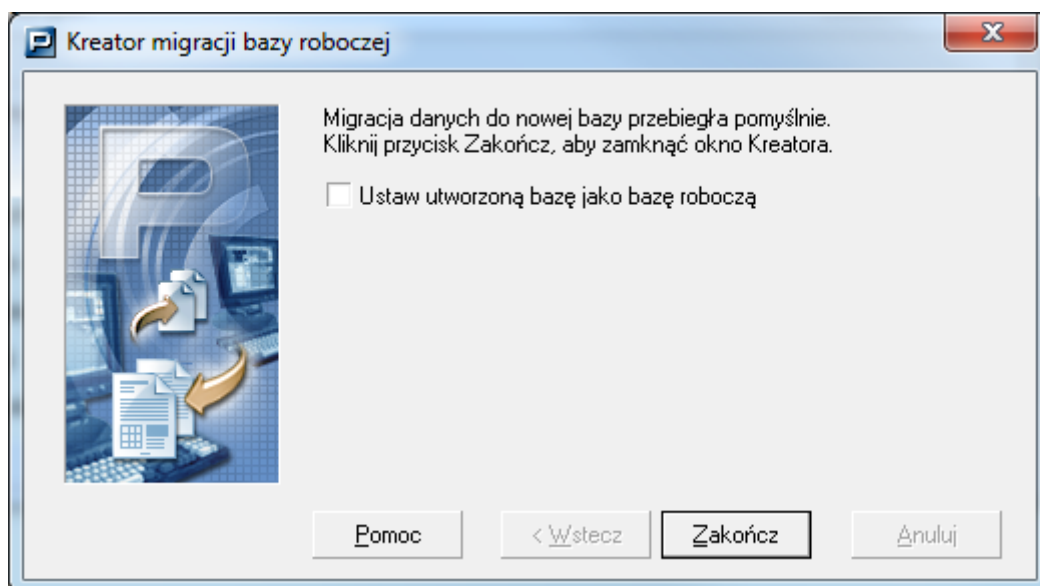 Kreator migracji bazy roboczej
Migracja danych do nowej bazy przebiegła pomyślnie.
Kliknij przycisk Zakończ, aby zamknąć okno Kreatora.
Ustaw utworzoną bazę jako bazę roboczą
Pomoc
< Wstecz
Zakończ
Anuluj